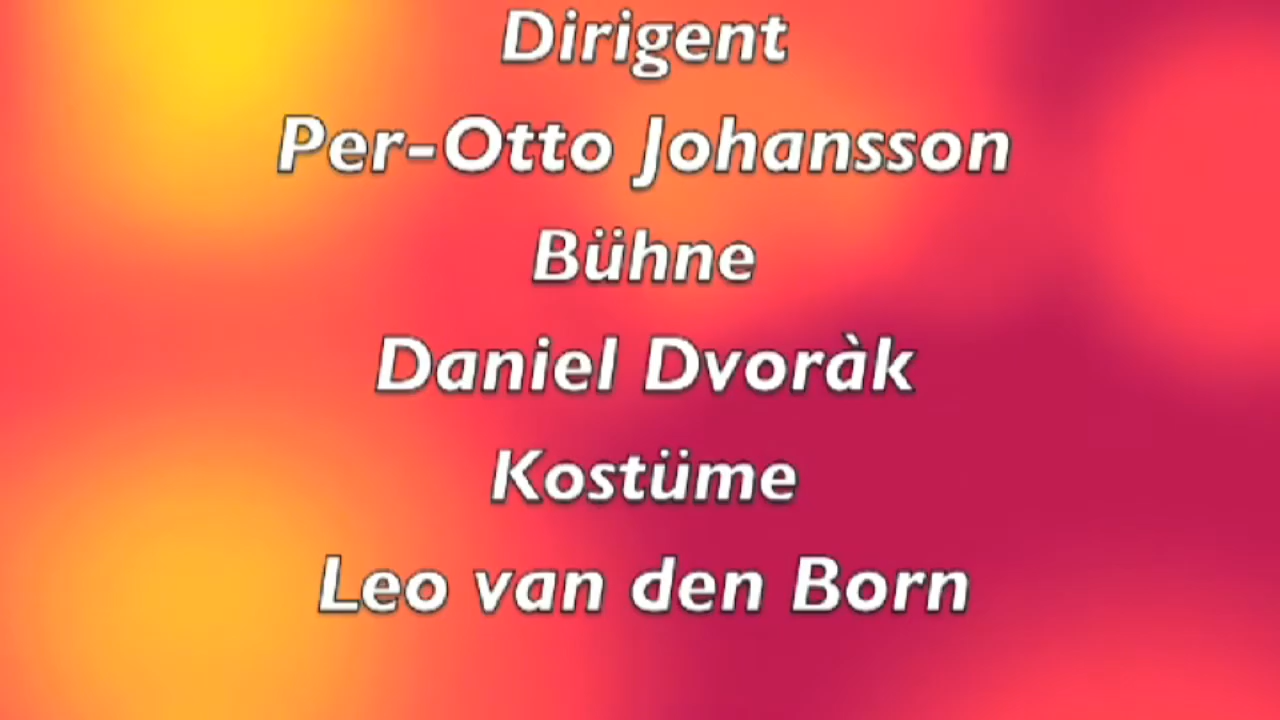 Dirigent
Per-Otto Johansson
Bühne
Daniel Dvoràk
Kostüme
Leo van den Born